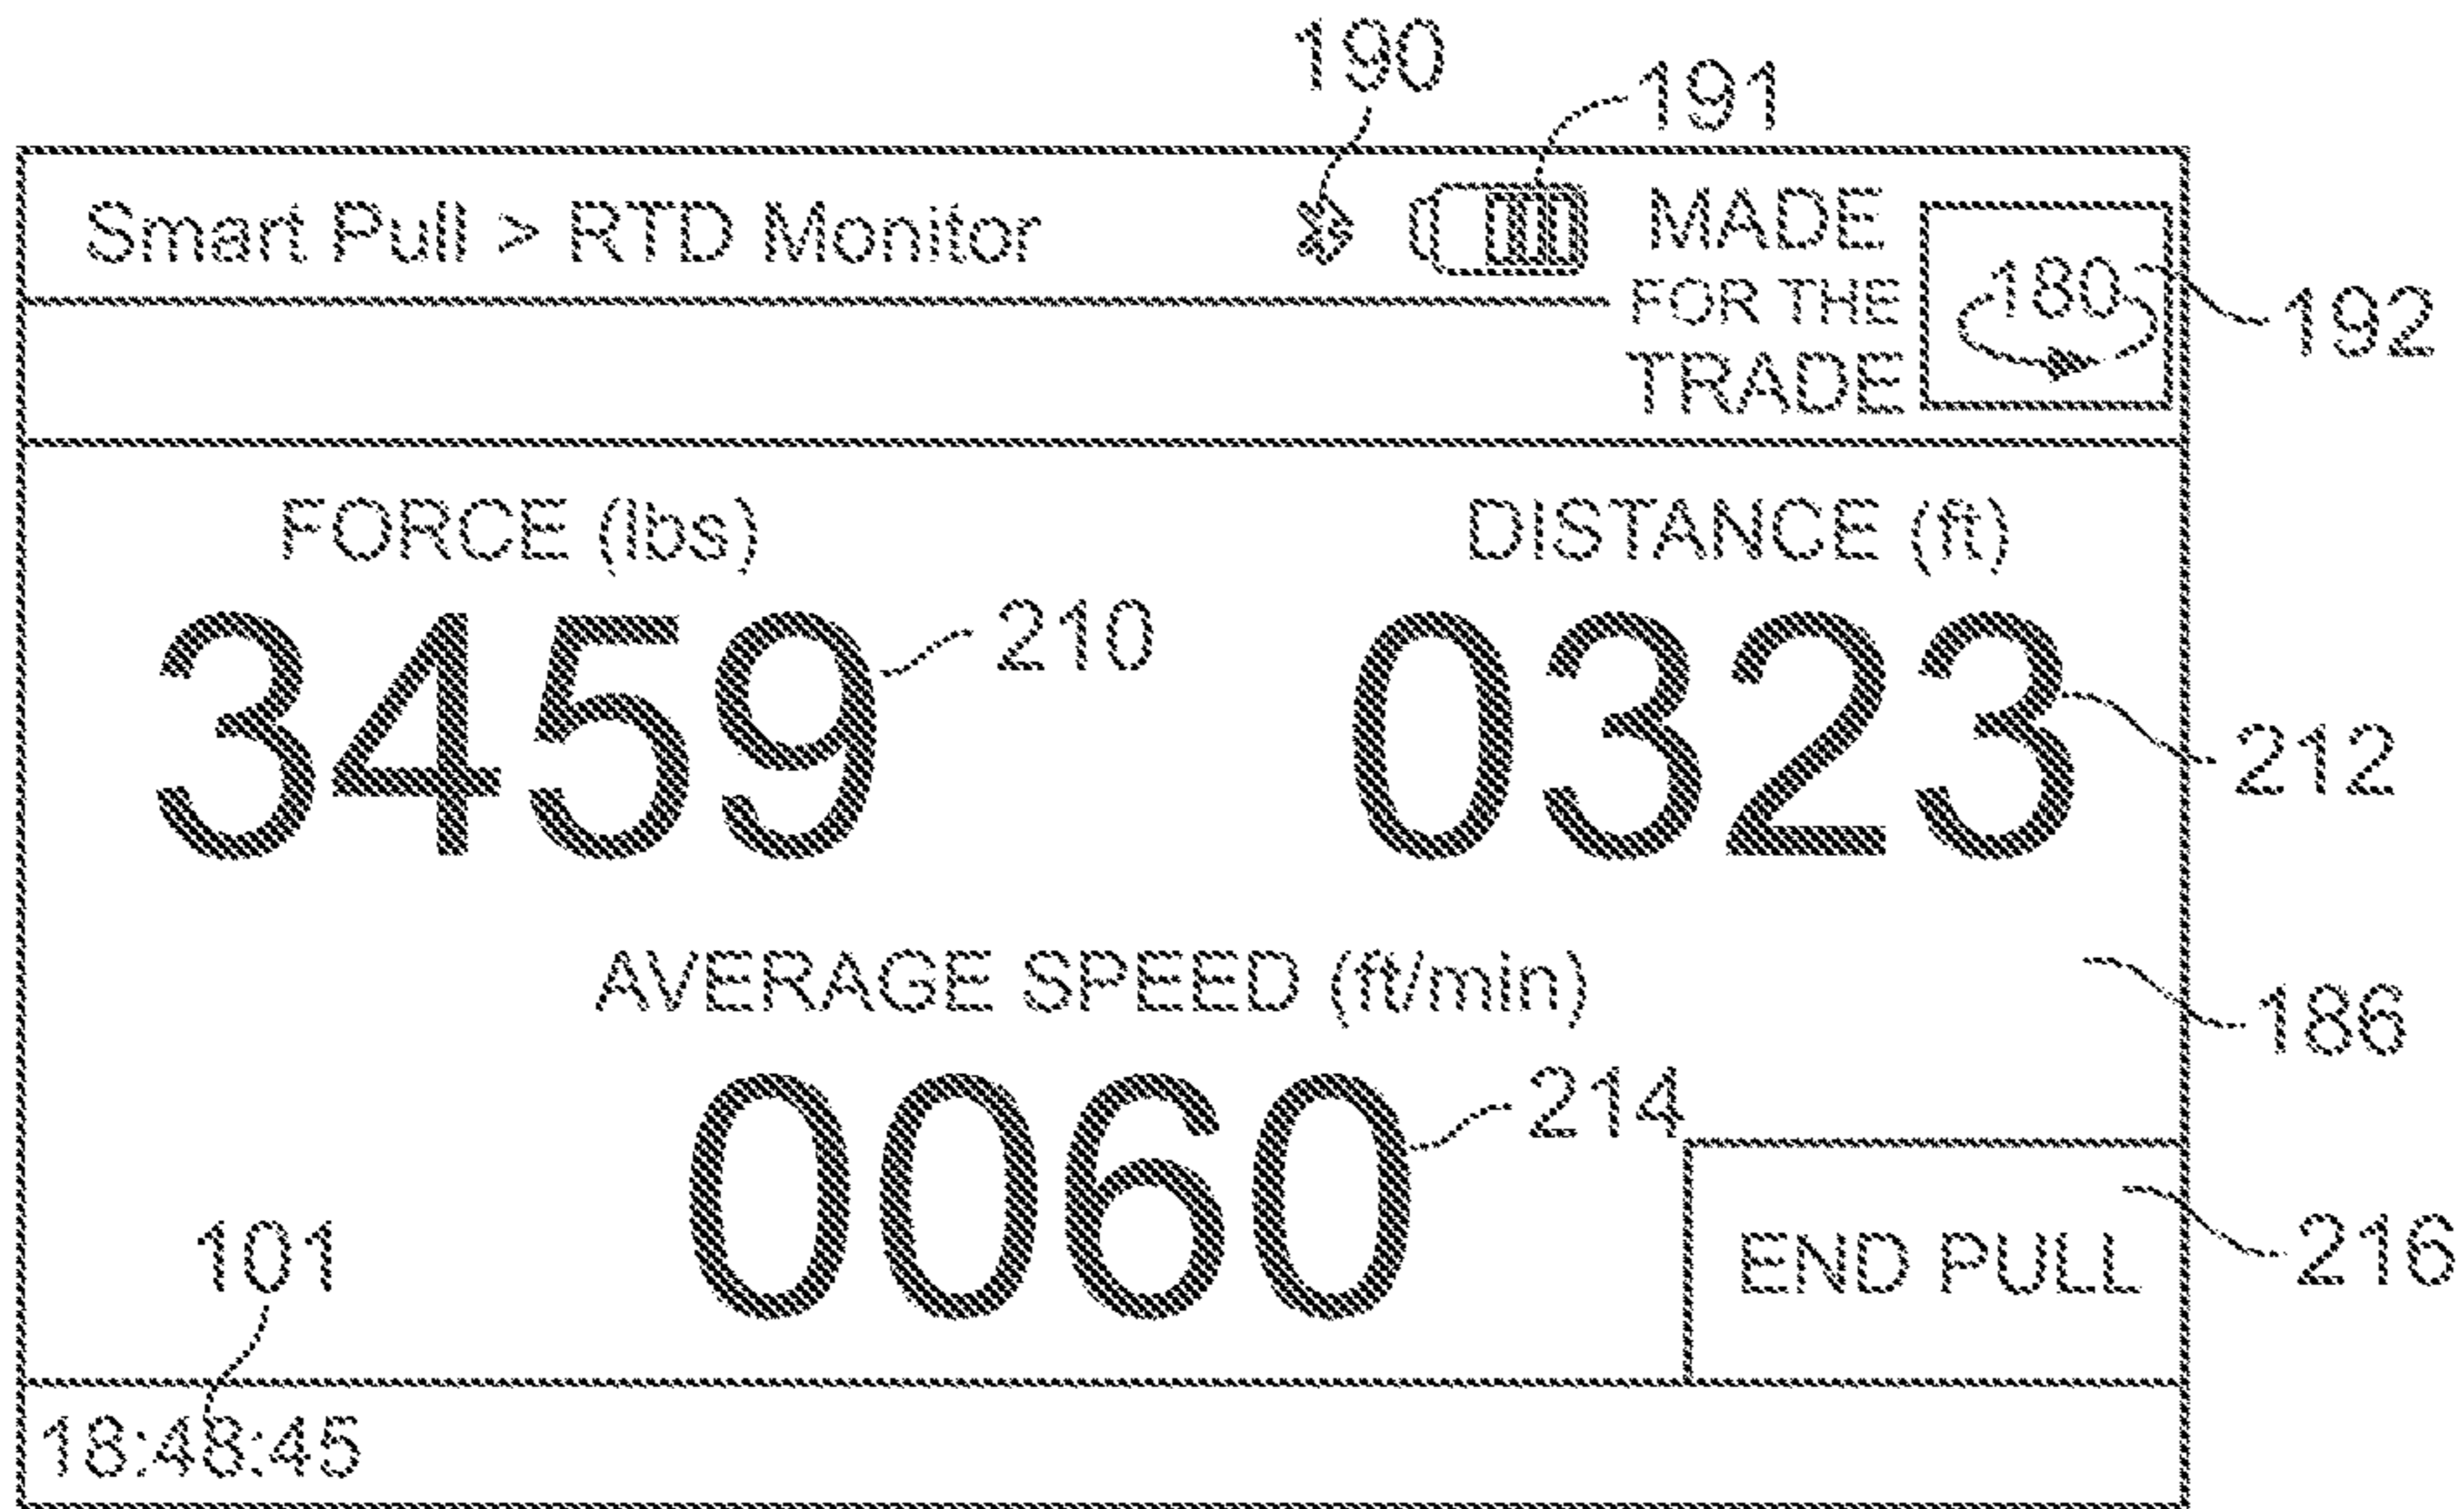 190
191
Smart Pull > RTD Monitor
MADE
FOR THE
TRADE
180
192
FORCE (lbs)
DISTANCE (ft)
3459
210
0323
212
AVERAGE SPEED (ft/min)
186
0060
214
101
END PULL
216
18:48:45